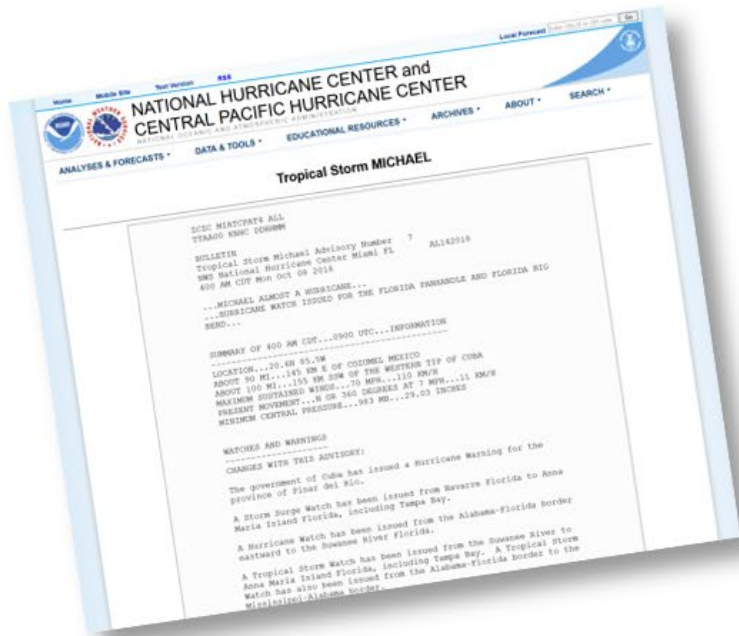 Home Mobile Site Text Version RSS
Local Forecast
Go
NATIONAL HURRICANE CENTER and
CENTRAL PACIFIC HURRICANE CENTER
NATIONAL OCEANIC AND ATMOSPHERIC ADMINISTRATION
ANALYSES & FORECASTS DATA & TOOLS EDUCATIONAL RESOURCES ARCHIVES ABOUT SEARCH
Tropical Storm MICHAEL
ZCZC MIATCPAT4 ALL
TTAA00 KNHC DDHHMM
BULLETIN
Tropical Storm Michael Advisory Number 7
NWS National Hurricane Center Miami FL AL142018
400 AM CDT Mon Oct 08 2018
...MICHAEL ALMOST A HURRICANE...
...HURRICANE WATCH ISSUED FOR THE FLORIDA PANHANDLE AND FLORIDA BIG
BEND...
SUMMARY OF 400 AM CDT...0900 UTC...INFORMATION
----------------------------------------------
LOCATION...20.6N 85.5W
ABOUT 90 MI...145 KM E OF COZUMEL MEXICO
ABOUT 100 MI...155 KM SSW OF THE WESTERN TIP OF CUBA
MAXIMUM SUSTAINED WINDS...70 MPH...110 KM/H
PRESENT MOVEMENT...N OR 360 DEGREES AT 7 MPH...11 KM/H
MINIMUM CENTRAL PRESSURE...983 MB...29.03 INCHES
WATCHES AND WARNINGS
--------------------
CHANGES WITH THIS ADVISORY:
The government of Cuba has issued a Hurricane Warning for the
province of Pinar del Rio.
A Storm Surge Watch has been issued from Navarre Florida to Anna
Maria Island Florida, including Tampa Bay.
A Hurricane Watch has been issued from the Alabama-Florida border
eastward to the Suwanee River Florida.
A Tropical Storm Watch has been issued from the Suwanee River to
Anna Maria Island Florida, including Tampa Bay. A Tropical Storm
Watch has also been issued from the Alabama-Florida border to the
Mississippi-Alabama border.